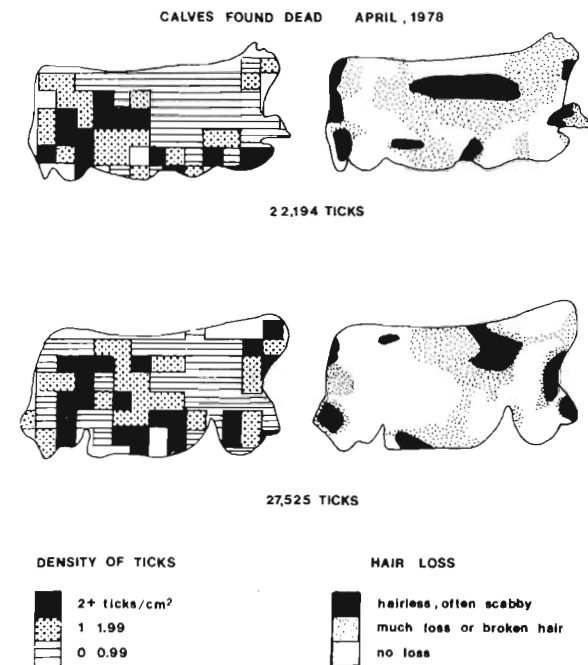 CALVES FOUND DEAD APRIL, 1978
22,194 TICKS
27,525 TICKS
DENSITY OF TICKS
2+ ticks/cm²
1 1.99
0 0.99
HAIR LOSS
hairless, often scabby
much loss or broken hair
no loss